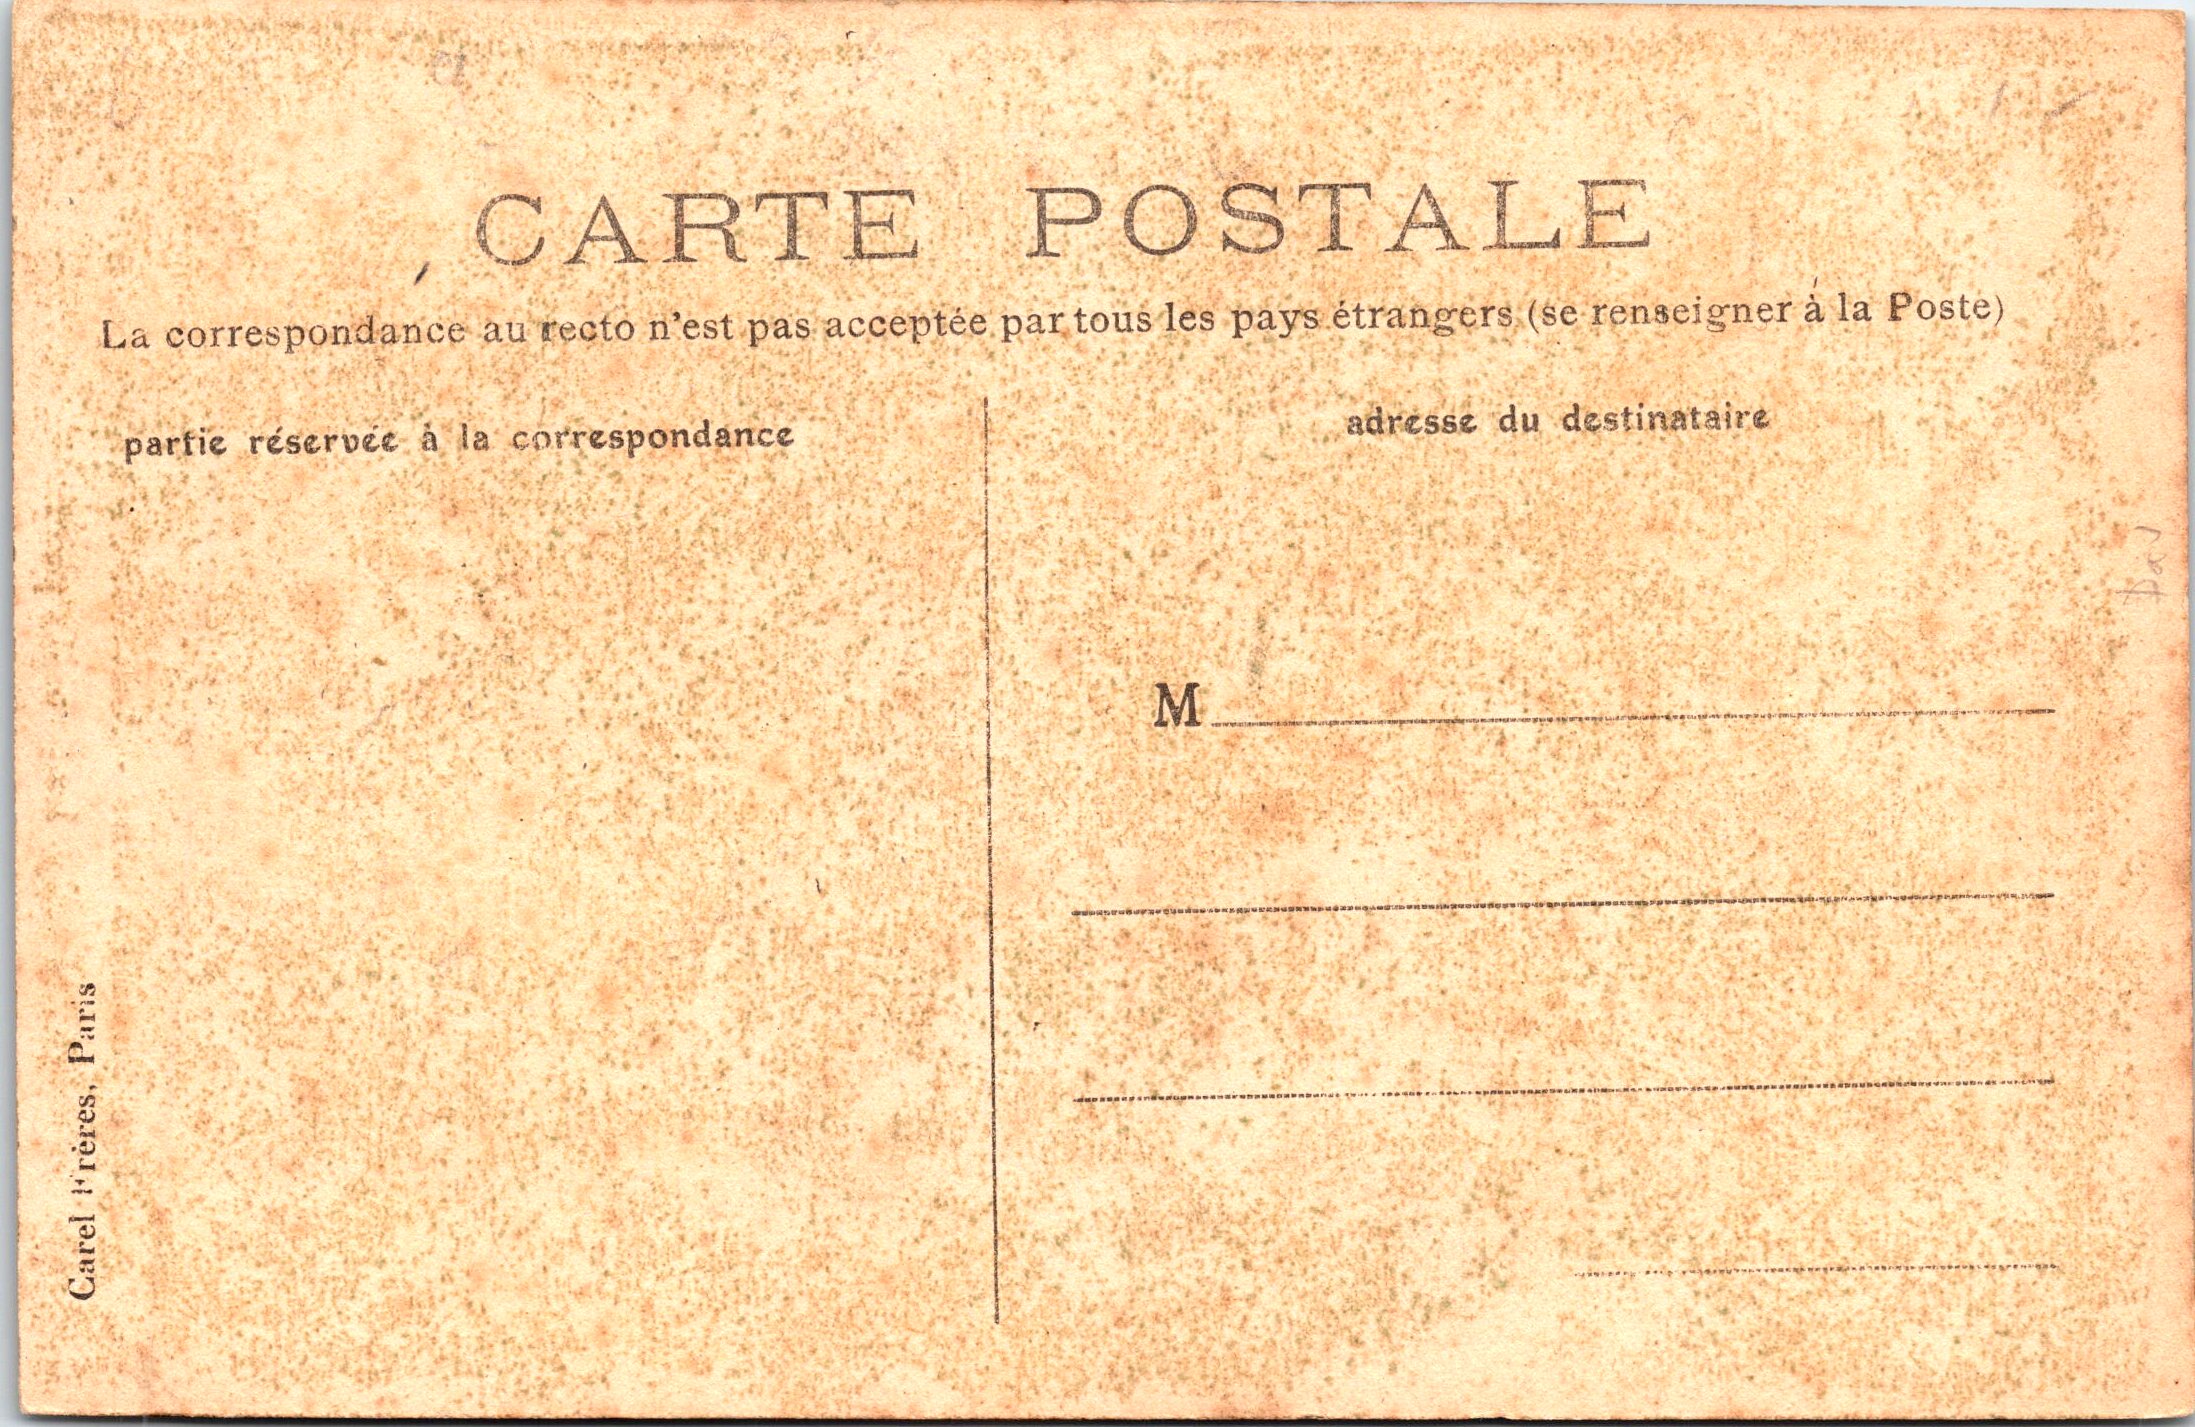 CARTE POSTALE
La correspondance au recto n'est pas acceptée par tous les pays étrangers (se renseigner à la Poste)
partie réservée à la correspondance
adresse du destinataire
M
Carel Frères, Paris